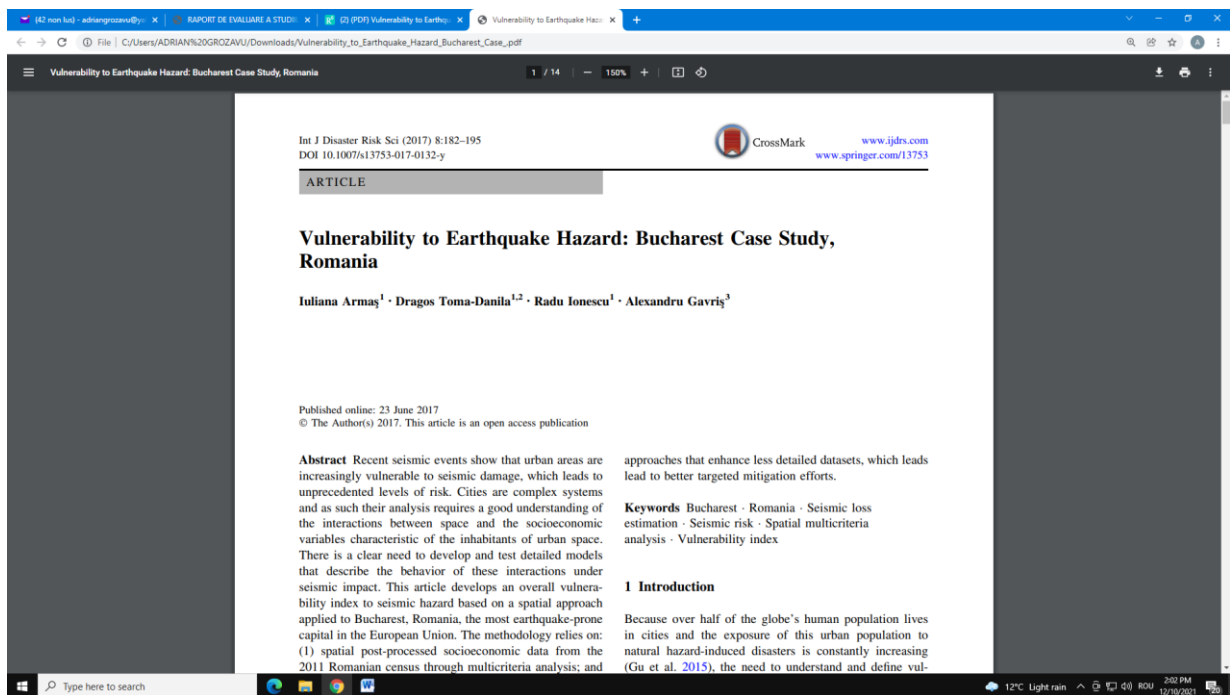 (42 non lus) - adriangrozavu@ya
RAPORT DE EVALUARE A STUDII
(2) (PDF) Vulnerability to Earthqu
Vulnerability to Earthquake Haza
File | C:/Users/ADRIAN%20GROZAVU/Downloads/Vulnerability_to_Earthquake_Hazard_Bucharest_Case_.pdf
Vulnerability to Earthquake Hazard: Bucharest Case Study, Romania
1 / 14
150%
Int J Disaster Risk Sci (2017) 8:182–195
DOI 10.1007/s13753-017-0132-y
CrossMark
www.ijdrs.com
www.springer.com/13753
ARTICLE
Vulnerability to Earthquake Hazard: Bucharest Case Study,
Romania
Iuliana Armaş1 · Dragos Toma-Danila1,2 · Radu Ionescu1 · Alexandru Gavriş3
Published online: 23 June 2017
© The Author(s) 2017. This article is an open access publication
Abstract Recent seismic events show that urban areas are
increasingly vulnerable to seismic damage, which leads to
unprecedented levels of risk. Cities are complex systems
and as such their analysis requires a good understanding of
the interactions between space and the socioeconomic
variables characteristic of the inhabitants of urban space.
There is a clear need to develop and test detailed models
that describe the behavior of these interactions under
seismic impact. This article develops an overall vulnera-
bility index to seismic hazard based on a spatial approach
applied to Bucharest, Romania, the most earthquake-prone
capital in the European Union. The methodology relies on:
(1) spatial post-processed socioeconomic data from the
2011 Romanian census through multicriteria analysis; and
approaches that enhance less detailed datasets, which leads
lead to better targeted mitigation efforts.
Keywords Bucharest · Romania · Seismic loss
estimation · Seismic risk · Spatial multicriteria
analysis · Vulnerability index
1 Introduction
Because over half of the globe's human population lives
in cities and the exposure of this urban population to
natural hazard-induced disasters is constantly increasing
(Gu et al. 2015), the need to understand and define vul-
Type here to search
12°C Light rain
ROU
2:02 PM
12/10/2021